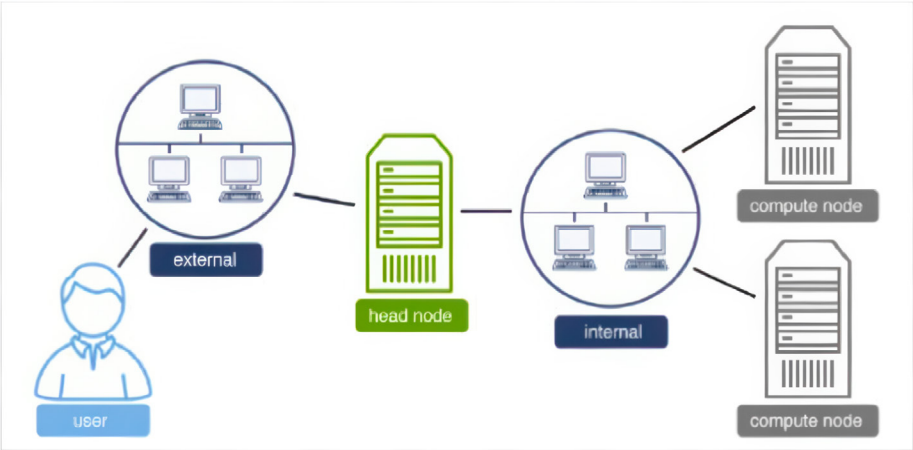 external
user
head node
internal
compute node
compute node